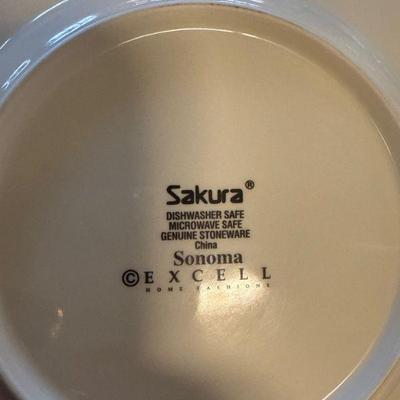 Sakura®
DISHWASHER SAFE
MICROWAVE SAFE
GENUINE STONEWARE
China
Sonoma
©EXCELL
HOME FASHIONS